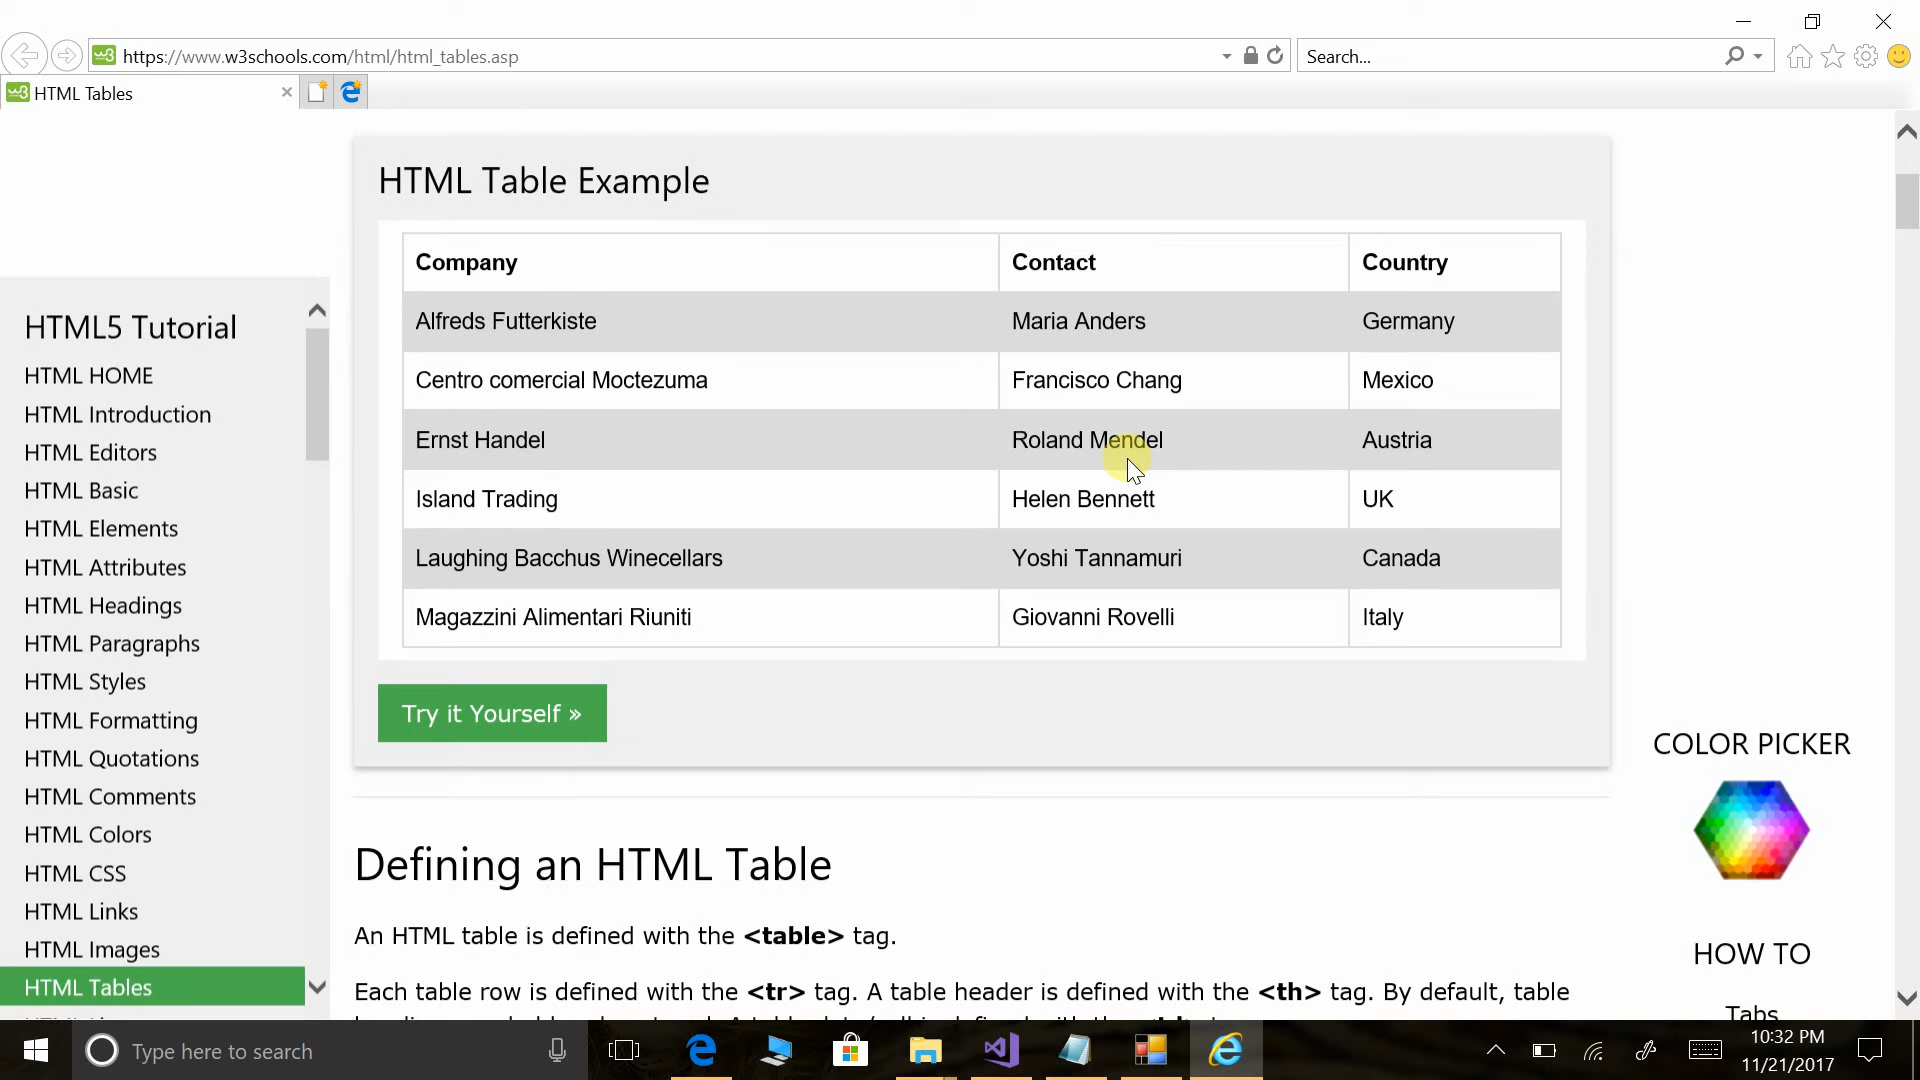 https://www.w3schools.com/html/html_tables.asp
Search...
HTML Tables
HTML Table Example
Company Contact Country
Alfreds Futterkiste Maria Anders Germany
Centro comercial Moctezuma Francisco Chang Mexico
Ernst Handel Roland Mendel Austria
Island Trading Helen Bennett UK
Laughing Bacchus Winecellars Yoshi Tannamuri Canada
Magazzini Alimentari Riuniti Giovanni Rovelli Italy
Try it Yourself »
HTML5 Tutorial
HTML HOME
HTML Introduction
HTML Editors
HTML Basic
HTML Elements
HTML Attributes
HTML Headings
HTML Paragraphs
HTML Styles
HTML Formatting
HTML Quotations
HTML Comments
HTML Colors
HTML CSS
HTML Links
HTML Images
HTML Tables
Defining an HTML Table
An HTML table is defined with the <table> tag.
Each table row is defined with the <tr> tag. A table header is defined with the <th> tag. By default, table
COLOR PICKER
HOW TO
Tabs
Type here to search
10:32 PM
11/21/2017